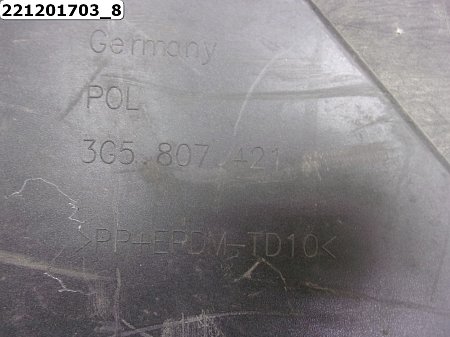 221201703_8
Germany
POL
3G5.807.421
>PP+EPDM-TD10<